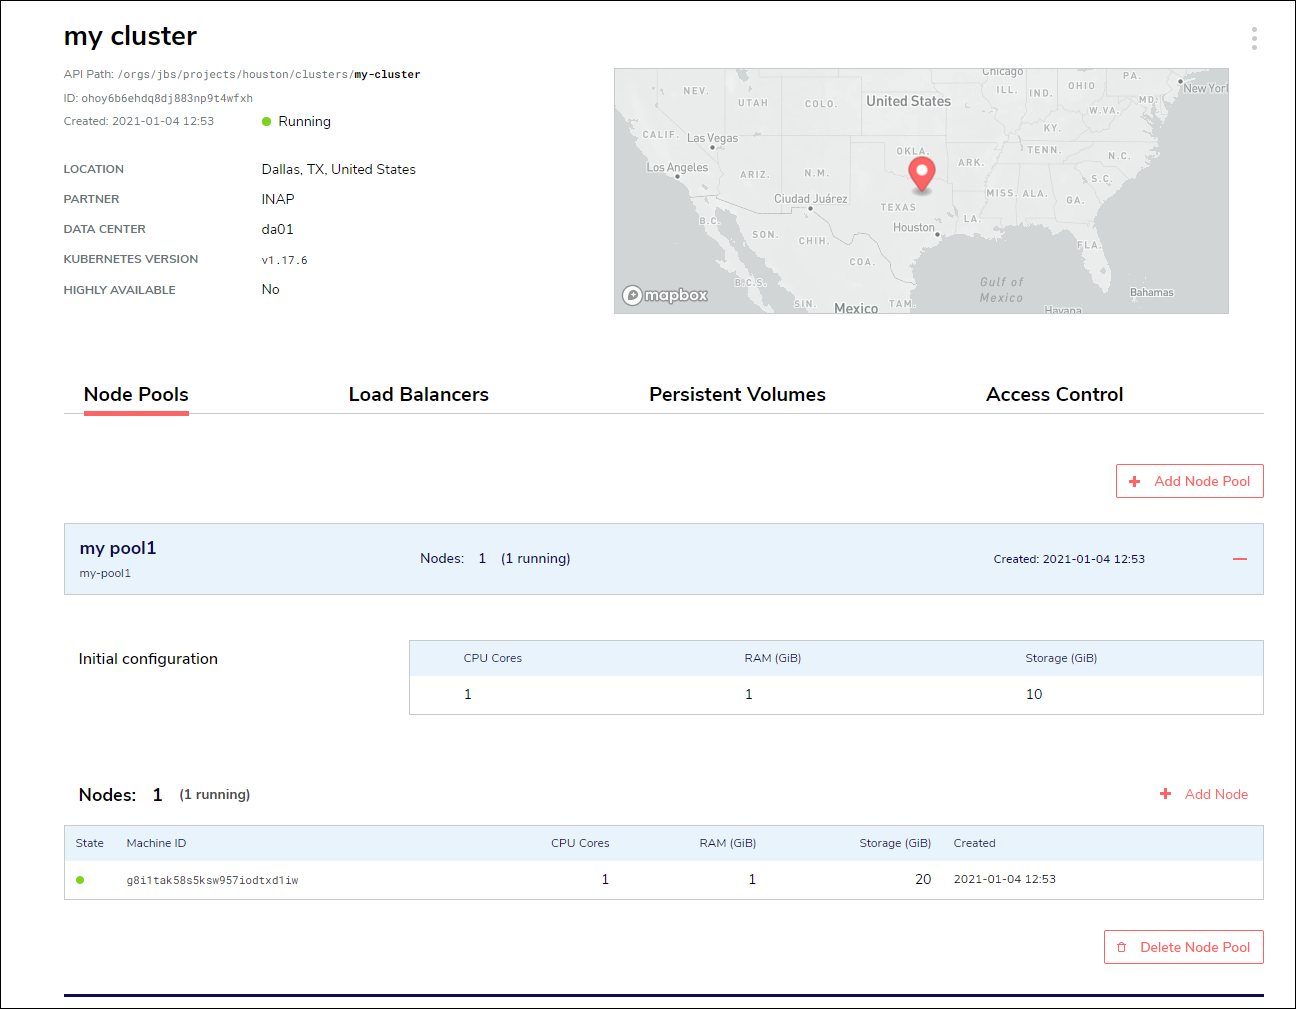 my cluster
API Path: /orgs/jbs/projects/houston/clusters/my-cluster
ID: ohoy6b6ehdq8dj883np9t4wfxh
Created: 2021-01-04 12:53 Running
LOCATION Dallas, TX, United States
PARTNER INAP
DATA CENTER da01
KUBERNETES VERSION v1.17.6
HIGHLY AVAILABLE No
Chicago
NEV.
UTAH
COLO.
United States
ILL.
IND.
OHIO
PA.
New York
MD.
W.VA.
CALIF.
Las Vegas
KY.
Los Angeles
ARIZ.
N.M.
OKLA.
ARK.
TENN.
N.C.
S.C.
Ciudad Juárez
TEXAS
MISS.
ALA.
GA.
B.C.
Houston
LA.
SON.
CHIH.
FLA.
COA.
B.C.S.
Gulf of
Mexico
Bahamas
mapbox
SIN.
Mexico
TAM.
Havana
Node Pools Load Balancers Persistent Volumes Access Control
+ Add Node Pool
my pool1
my-pool1
Nodes: 1 (1 running)
Created: 2021-01-04 12:53
Initial configuration
CPU Cores RAM (GiB) Storage (GiB)
1 1 10
Nodes: 1 (1 running)
+ Add Node
State Machine ID CPU Cores RAM (GiB) Storage (GiB) Created
g8i1tak58s5ksw957iodtxd1iw 1 1 20 2021-01-04 12:53
Delete Node Pool